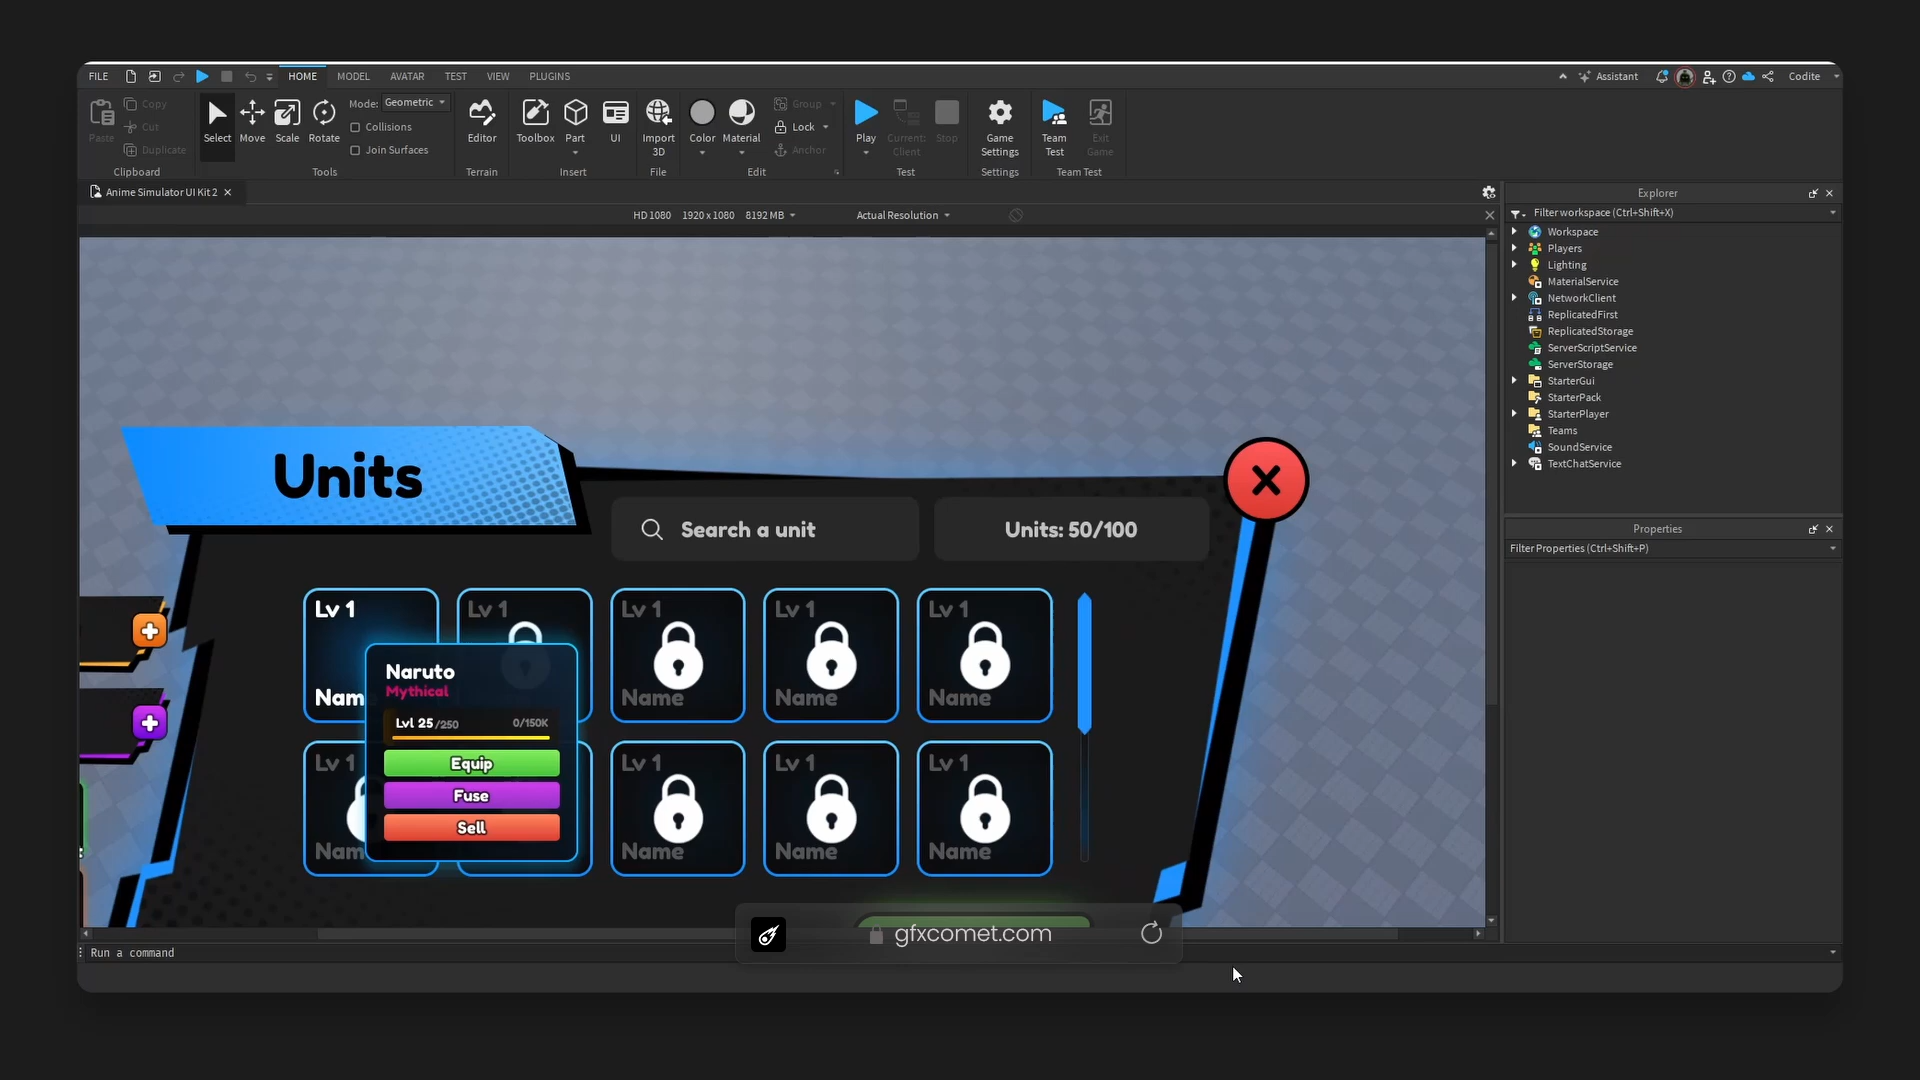 FILE
HOME
MODEL
AVATAR
TEST
VIEW
PLUGINS
Assistant
Codite
Paste
Copy
Cut
Duplicate
Clipboard
Select
Move
Scale
Rotate
Mode: Geometric
Collisions
Join Surfaces
Tools
Editor
Terrain
Toolbox
Part
UI
Insert
Import
3D
File
Color
Material
Group
Lock
Anchor
Edit
Play
Current:
Client
Stop
Test
Game
Settings
Settings
Team
Test
Exit
Game
Team Test
Anime Simulator UI Kit 2
HD 1080 1920 x 1080 8192 MB
Actual Resolution
Explorer
Filter workspace (Ctrl+Shift+X)
Workspace
Players
Lighting
MaterialService
NetworkClient
ReplicatedFirst
ReplicatedStorage
ServerScriptService
ServerStorage
StarterGui
StarterPack
StarterPlayer
Teams
SoundService
TextChatService
Properties
Filter Properties (Ctrl+Shift+P)
Units
Search a unit
Units: 50/100
Lv 1
Nam
Lv 1
Lv 1
Name
Lv 1
Name
Lv 1
Name
Naruto
Mythical
Lvl 25 /250
0/150K
Equip
Fuse
Sell
Lv 1
Nam
Lv 1
Name
Lv 1
Name
Lv 1
Name
gfxcomet.com
Run a command